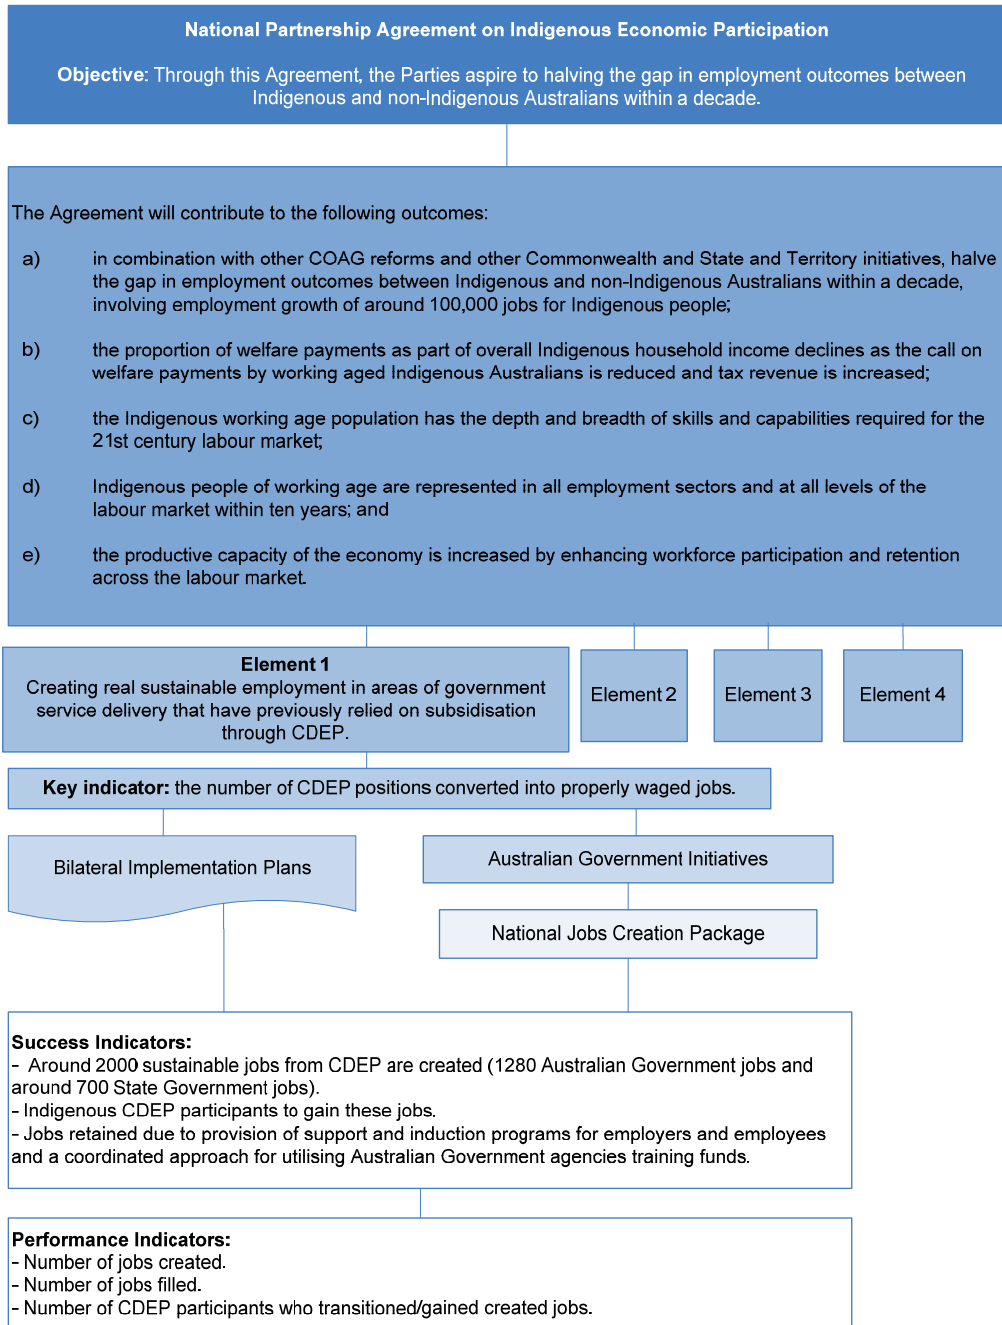 National Partnership Agreement on Indigenous Economic Participation
Objective: Through this Agreement, the Parties aspire to halving the gap in employment outcomes between
Indigenous and non-Indigenous Australians within a decade.
The Agreement will contribute to the following outcomes:
a) in combination with other COAG reforms and other Commonwealth and State and Territory initiatives, halve
the gap in employment outcomes between Indigenous and non-Indigenous Australians within a decade,
involving employment growth of around 100,000 jobs for Indigenous people;
b) the proportion of welfare payments as part of overall Indigenous household income declines as the call on
welfare payments by working aged Indigenous Australians is reduced and tax revenue is increased;
c) the Indigenous working age population has the depth and breadth of skills and capabilities required for the
21st century labour market;
d) Indigenous people of working age are represented in all employment sectors and at all levels of the
labour market within ten years; and
e) the productive capacity of the economy is increased by enhancing workforce participation and retention
across the labour market.
Element 1
Creating real sustainable employment in areas of government
service delivery that have previously relied on subsidisation
through CDEP.
Element 2
Element 3
Element 4
Key indicator: the number of CDEP positions converted into properly waged jobs.
Bilateral Implementation Plans
Australian Government Initiatives
National Jobs Creation Package
Success Indicators:
- Around 2000 sustainable jobs from CDEP are created (1280 Australian Government jobs and
around 700 State Government jobs).
- Indigenous CDEP participants to gain these jobs.
- Jobs retained due to provision of support and induction programs for employers and employees
and a coordinated approach for utilising Australian Government agencies training funds.
Performance Indicators:
- Number of jobs created.
- Number of jobs filled.
- Number of CDEP participants who transitioned/gained created jobs.